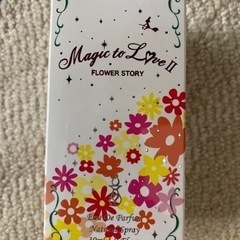 Magic to Love II
FLOWER STORY
Eau De Parfum
Natural Spray